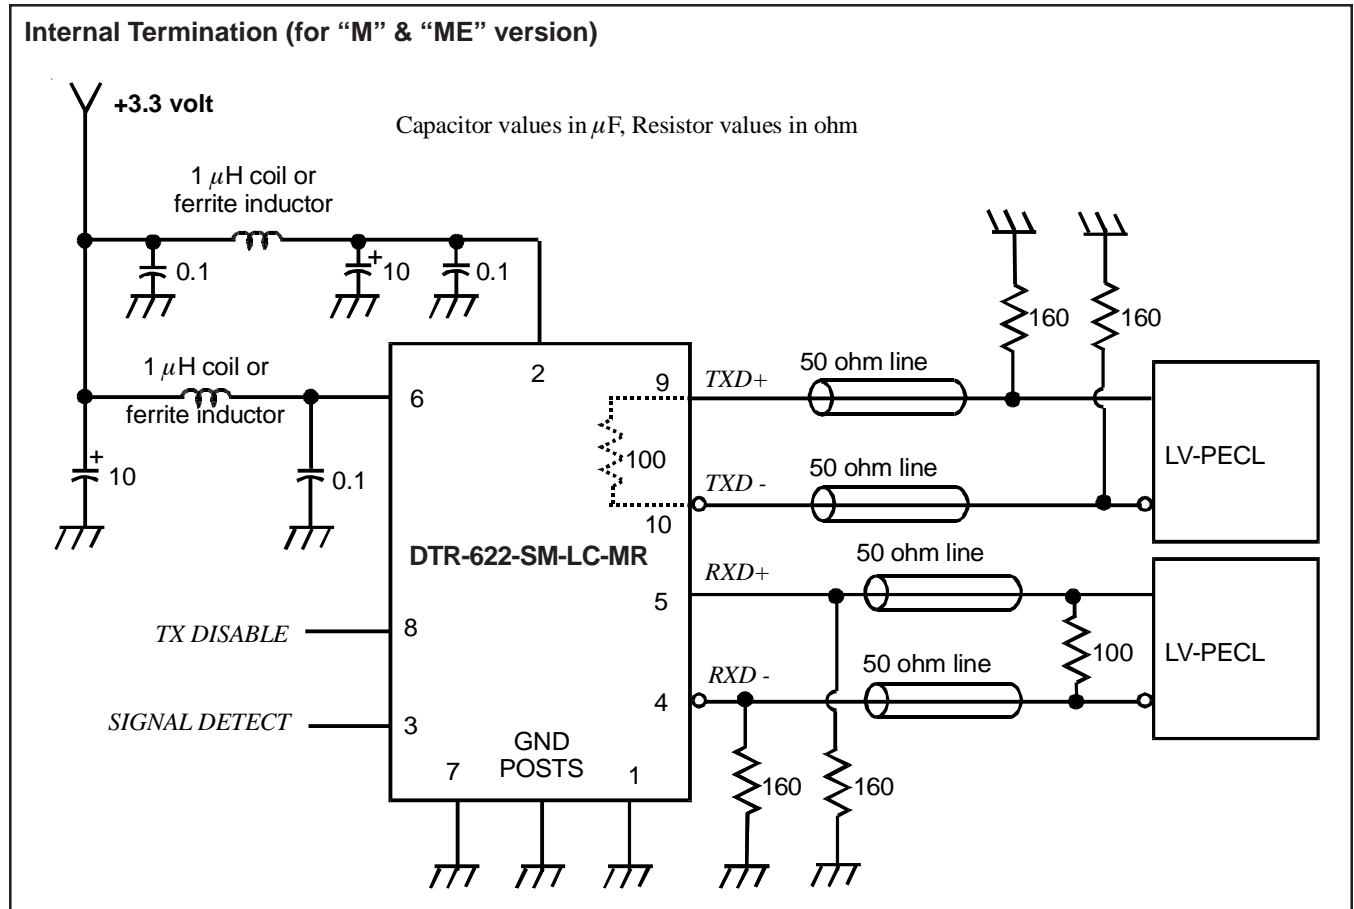 Internal Termination (for “M” & “ME” version)
+3.3 volt
Capacitor values in µF, Resistor values in ohm
1 µH coil or
ferrite inductor
0.1
+
10
0.1
160
160
1 µH coil or
ferrite inductor
6
2
9
TXD+
50 ohm line
+
10
0.1
100
TXD -
50 ohm line
LV-PECL
10
DTR-622-SM-LC-MR
RXD+
50 ohm line
5
TX DISABLE
8
RXD -
50 ohm line
100
LV-PECL
4
SIGNAL DETECT
3
GND
POSTS
7
1
160
160